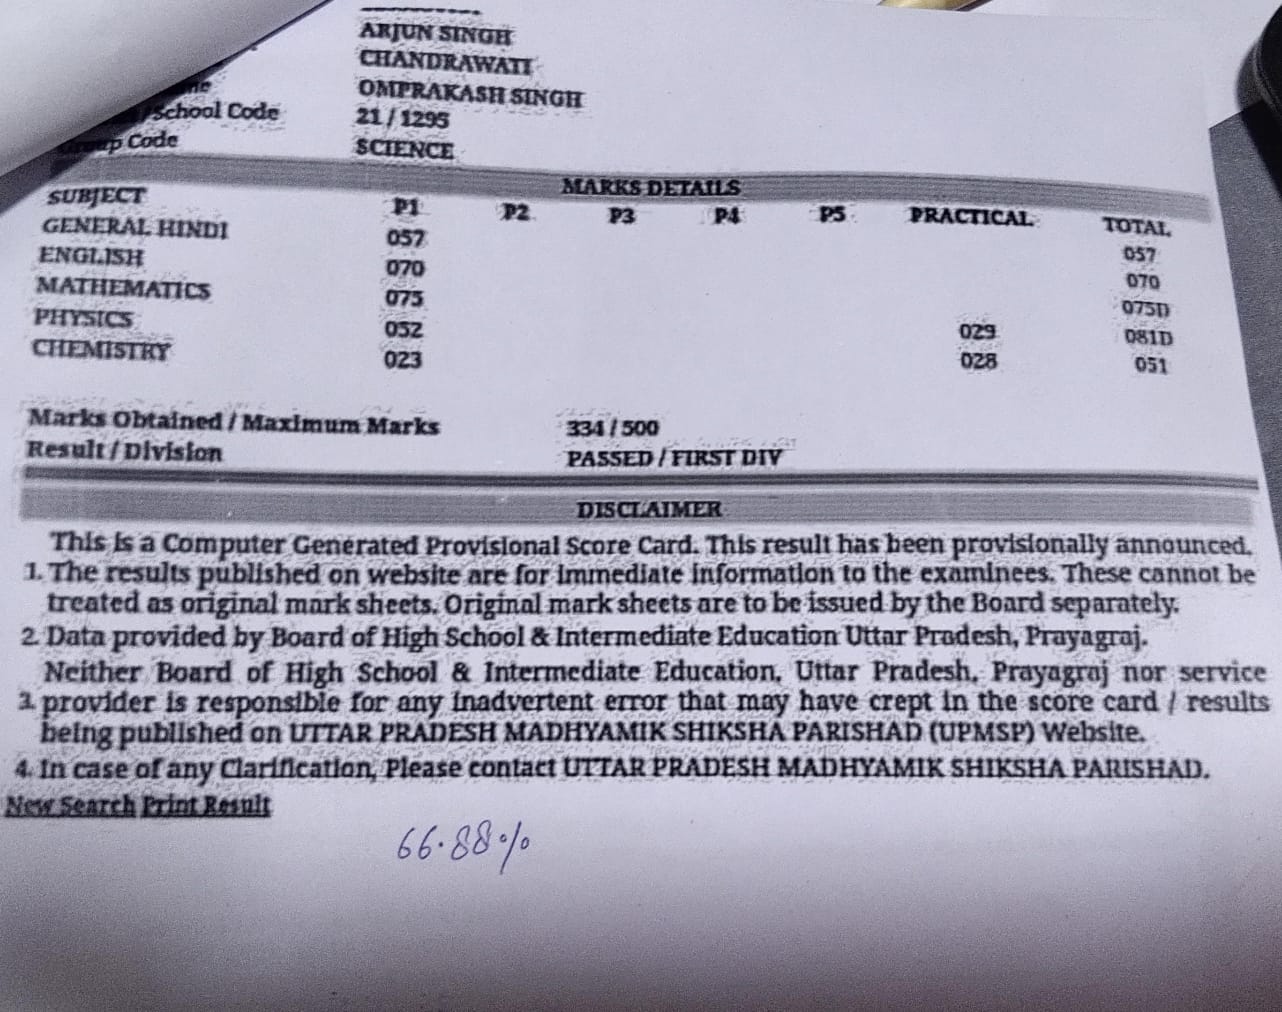 ARJUN SINGH
CHANDRAWATI
OMPRAKASH SINGH
/School Code 21 / 1295
Code SCIENCE
MARKS DETAILS
SUBJECT P1 P2 P3 P4 P5 PRACTICAL TOTAL
GENERAL HINDI 057 057
ENGLISH 070 070
MATHEMATICS 075 075D
PHYSICS 052 029 081D
CHEMISTRY 023 028 051
Marks Obtained / Maximum Marks 334 / 500
Result / Division PASSED / FIRST DIV
DISCLAIMER
This is a Computer Generated Provisional Score Card. This result has been provisionally announced.
1. The results published on website are for immediate information to the examinees. These cannot be
treated as original mark sheets. Original mark sheets are to be issued by the Board separately.
2. Data provided by Board of High School & Intermediate Education Uttar Pradesh, Prayagraj.
Neither Board of High School & Intermediate Education, Uttar Pradesh, Prayagraj nor service
3. provider is responsible for any inadvertent error that may have crept in the score card / results
being published on UTTAR PRADESH MADHYAMIK SHIKSHA PARISHAD (UPMSP) Website.
4. In case of any Clarification, Please contact UTTAR PRADESH MADHYAMIK SHIKSHA PARISHAD.
New Search Print Result
66.88%